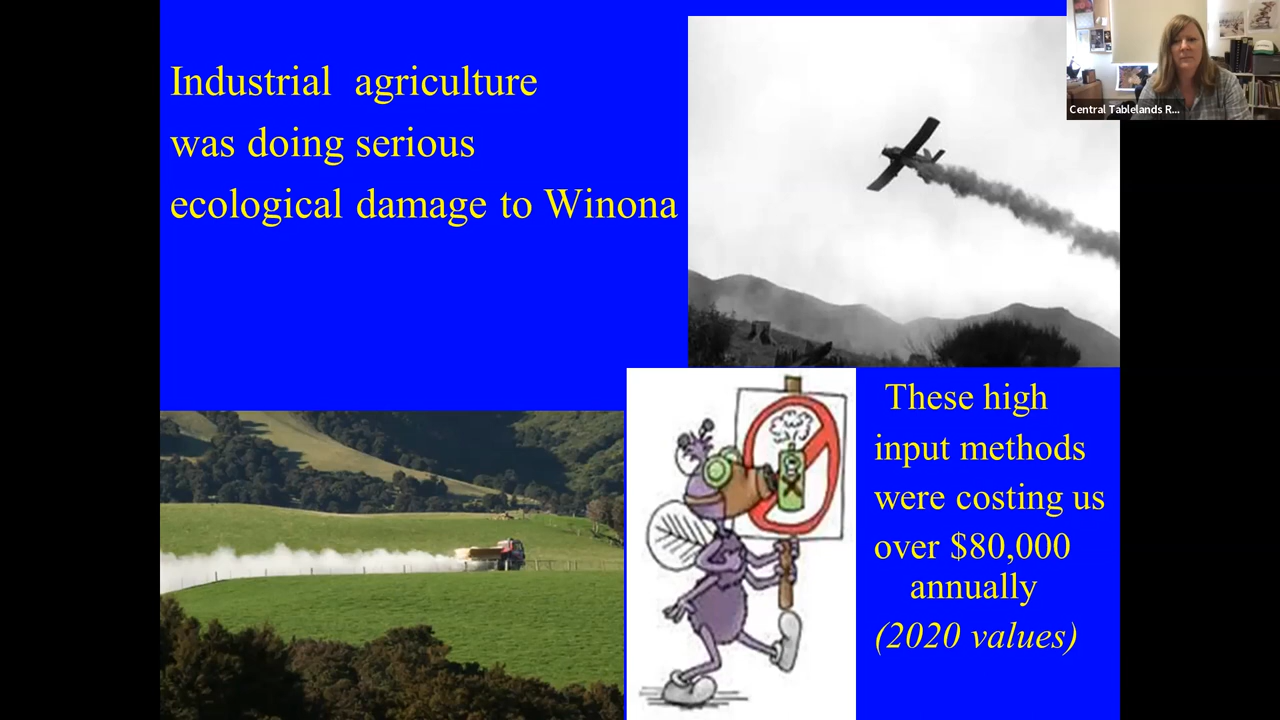 Industrial agriculture
was doing serious
ecological damage to Winona
Central Tablelands R...
These high
input methods
were costing us
over $80,000
annually
(2020 values)